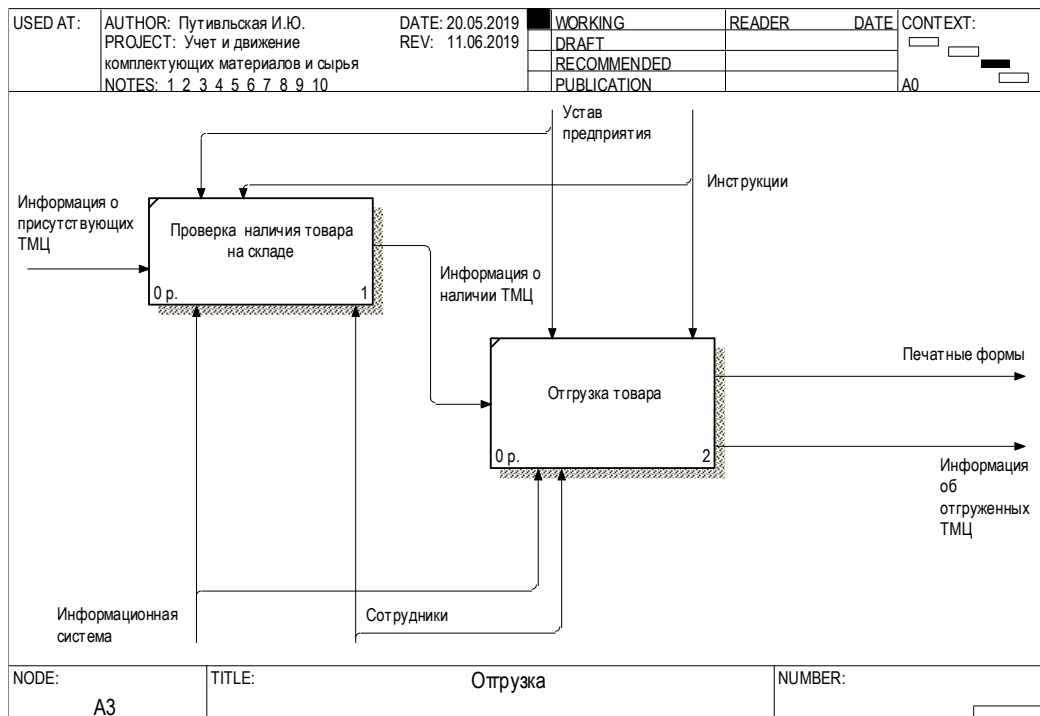 USED AT:
AUTHOR: Путивльская И.Ю.
DATE: 20.05.2019
PROJECT: Учет и движение
REV: 11.06.2019
комплектующих материалов и сырья
NOTES: 1 2 3 4 5 6 7 8 9 10
WORKING
DRAFT
RECOMMENDED
PUBLICATION
READER
DATE
CONTEXT:
A0
Устав
предприятия
Инструкции
Информация о
присутствующих
ТМЦ
Проверка наличия товара
на складе
0 р.
1
Информация о
наличии ТМЦ
Отгрузка товара
0 р.
2
Печатные формы
Информация
об
отгруженных
ТМЦ
Информационная
система
Сотрудники
NODE:
A3
TITLE:
Отгрузка
NUMBER: